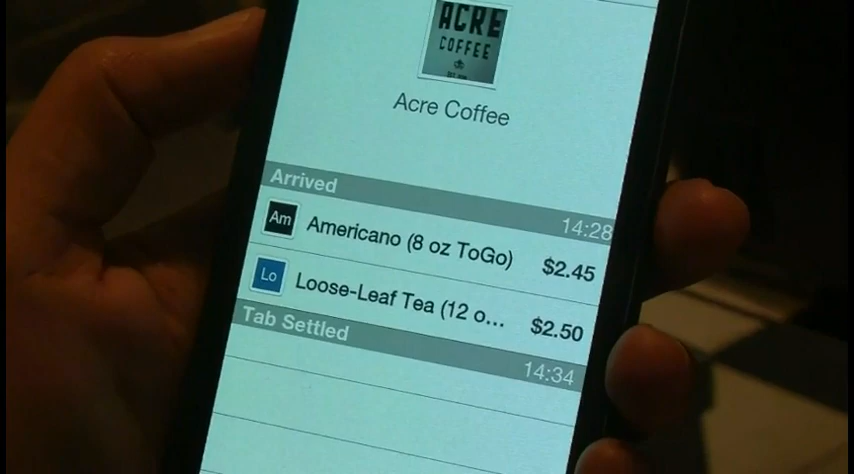 ACRE
COFFEE
Acre Coffee
Arrived
14:28
Am
Americano (8 oz ToGo)
$2.45
Lo
Loose-Leaf Tea (12 o...
$2.50
Tab Settled
14:34